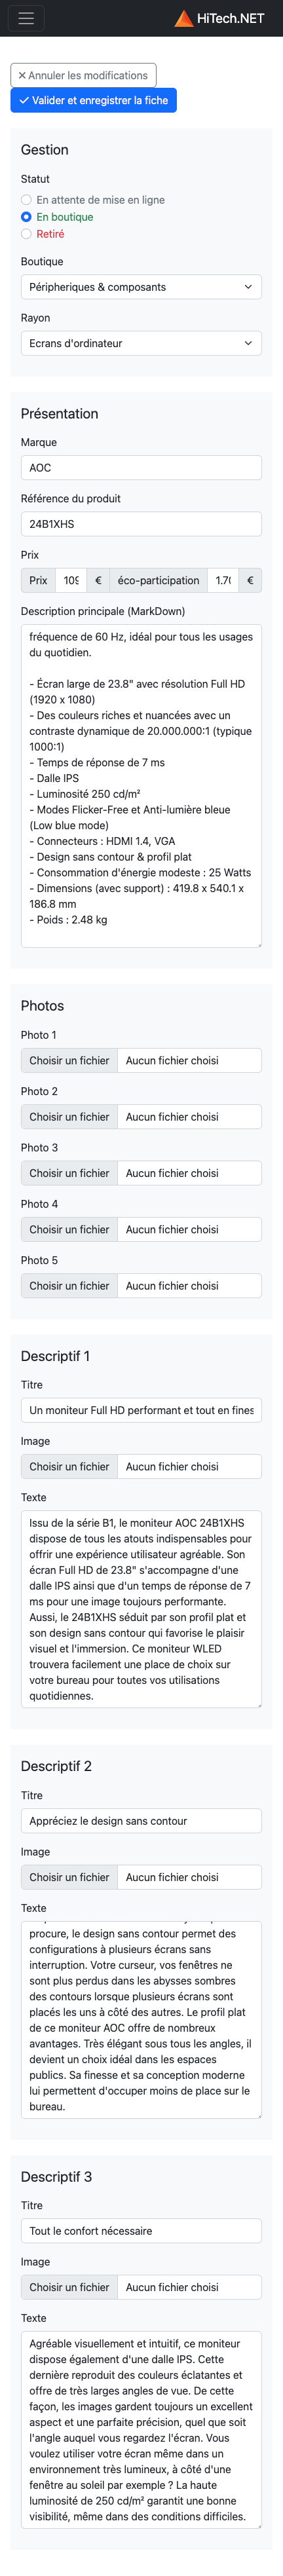 HiTech.NET
Annuler les modifications
Valider et enregistrer la fiche
Gestion
Statut
En attente de mise en ligne
En boutique
Retiré
Boutique
Péripheriques & composants
Rayon
Ecrans d'ordinateur
Présentation
Marque
AOC
Référence du produit
24B1XHS
Prix
Prix 109 € éco-participation 1.70 €
Description principale (MarkDown)
fréquence de 60 Hz, idéal pour tous les usages
du quotidien.
- Écran large de 23.8" avec résolution Full HD
(1920 x 1080)
- Des couleurs riches et nuancées avec un
contraste dynamique de 20.000.000:1 (typique
1000:1)
- Temps de réponse de 7 ms
- Dalle IPS
- Luminosité 250 cd/m²
- Modes Flicker-Free et Anti-lumière bleue
(Low blue mode)
- Connecteurs : HDMI 1.4, VGA
- Design sans contour & profil plat
- Consommation d'énergie modeste : 25 Watts
- Dimensions (avec support) : 419.8 x 540.1 x
186.8 mm
- Poids : 2.48 kg
Photos
Photo 1
Choisir un fichier Aucun fichier choisi
Photo 2
Choisir un fichier Aucun fichier choisi
Photo 3
Choisir un fichier Aucun fichier choisi
Photo 4
Choisir un fichier Aucun fichier choisi
Photo 5
Choisir un fichier Aucun fichier choisi
Descriptif 1
Titre
Un moniteur Full HD performant et tout en fines
Image
Choisir un fichier Aucun fichier choisi
Texte
Issu de la série B1, le moniteur AOC 24B1XHS
dispose de tous les atouts indispensables pour
offrir une expérience utilisateur agréable. Son
écran Full HD de 23.8" s'accompagne d'une
dalle IPS ainsi que d'un temps de réponse de 7
ms pour une image toujours performante.
Aussi, le 24B1XHS séduit par son profil plat et
son design sans contour qui favorise le plaisir
visuel et l'immersion. Ce moniteur WLED
trouvera facilement une place de choix sur
votre bureau pour toutes vos utilisations
quotidiennes.
Descriptif 2
Titre
Appréciez le design sans contour
Image
Choisir un fichier Aucun fichier choisi
Texte
procure, le design sans contour permet des
configurations à plusieurs écrans sans
interruption. Votre curseur, vos fenêtres ne
sont plus perdus dans les abysses sombres
des contours lorsque plusieurs écrans sont
placés les uns à côté des autres. Le profil plat
de ce moniteur AOC offre de nombreux
avantages. Très élégant sous tous les angles, il
devient un choix idéal dans les espaces
publics. Sa finesse et sa conception moderne
lui permettent d'occuper moins de place sur le
bureau.
Descriptif 3
Titre
Tout le confort nécessaire
Image
Choisir un fichier Aucun fichier choisi
Texte
Agréable visuellement et intuitif, ce moniteur
dispose également d'une dalle IPS. Cette
dernière reproduit des couleurs éclatantes et
offre de très larges angles de vue. De cette
façon, les images gardent toujours un excellent
aspect et une parfaite précision, quel que soit
l'angle auquel vous regardez l'écran. Vous
voulez utiliser votre écran même dans un
environnement très lumineux, à côté d'une
fenêtre au soleil par exemple ? La haute
luminosité de 250 cd/m² garantit une bonne
visibilité, même dans des conditions difficiles.